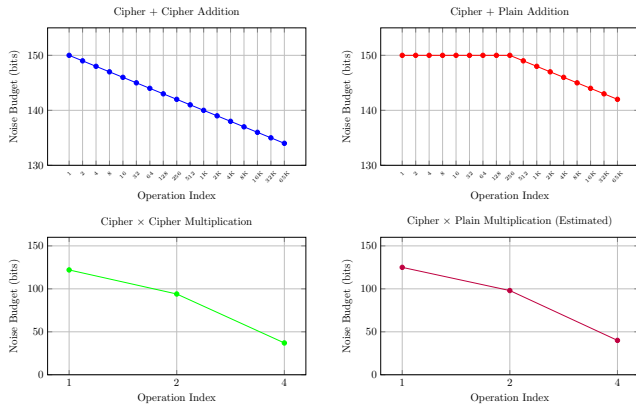 Cipher + Cipher Addition
Noise Budget (bits)
150
140
130
1 2 4 8 16 32 64 128 256 512 1K 2K 4K 8K 16K 32K 65K
Operation Index
Cipher + Plain Addition
Noise Budget (bits)
150
140
130
1 2 4 8 16 32 64 128 256 512 1K 2K 4K 8K 16K 32K 65K
Operation Index
Cipher × Cipher Multiplication
Noise Budget (bits)
150
100
50
0
1 2 4
Operation Index
Cipher × Plain Multiplication (Estimated)
Noise Budget (bits)
150
100
50
0
1 2 4
Operation Index